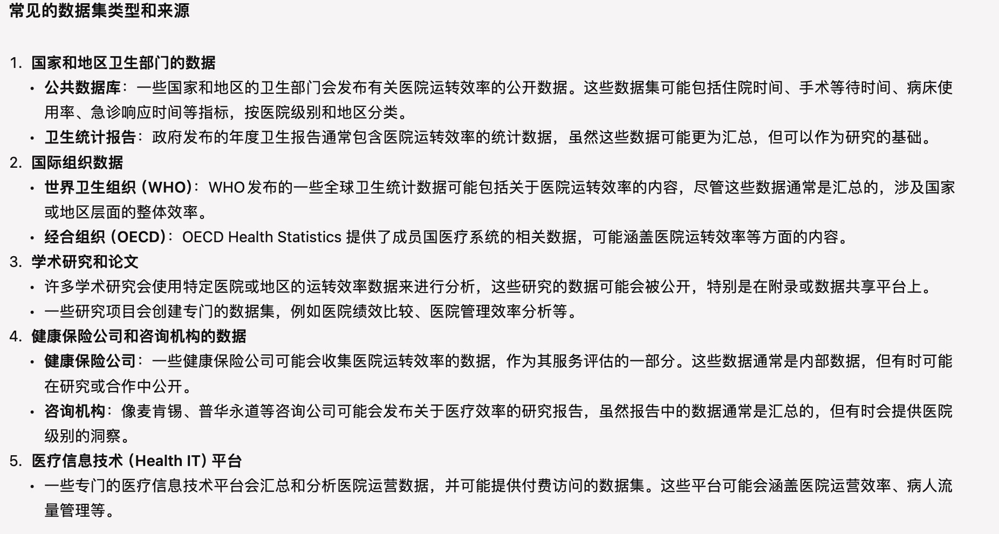 常见的数据集类型和来源
1. 国家和地区卫生部门的数据
• 公共数据库：一些国家和地区的卫生部门会发布有关医院运转效率的公开数据。这些数据集可能包括住院时间、手术等待时间、病床使
用率、急诊响应时间等指标，按医院级别和地区分类。
• 卫生统计报告：政府发布的年度卫生报告通常包含医院运转效率的统计数据，虽然这些数据可能更为汇总，但可以作为研究的基础。
2. 国际组织数据
• 世界卫生组织（WHO）：WHO发布的一些全球卫生统计数据可能包括关于医院运转效率的内容，尽管这些数据通常是汇总的，涉及国家
或地区层面的整体效率。
• 经合组织（OECD）：OECD Health Statistics 提供了成员国医疗系统的相关数据，可能涵盖医院运转效率等方面的内容。
3. 学术研究和论文
• 许多学术研究会使用特定医院或地区的运转效率数据来进行分析，这些研究的数据可能会被公开，特别是在附录或数据共享平台上。
• 一些研究项目会创建专门的数据集，例如医院绩效比较、医院管理效率分析等。
4. 健康保险公司和咨询机构的数据
• 健康保险公司：一些健康保险公司可能会收集医院运转效率的数据，作为其服务评估的一部分。这些数据通常是内部数据，但有时可能
在研究或合作中公开。
• 咨询机构：像麦肯锡、普华永道等咨询公司可能会发布关于医疗效率的研究报告，虽然报告中的数据通常是汇总的，但有时会提供医院
级别的洞察。
5. 医疗信息技术（Health IT）平台
• 一些专门的医疗信息技术平台会汇总和分析医院运营数据，并可能提供付费访问的数据集。这些平台可能会涵盖医院运营效率、病人流
量管理等。